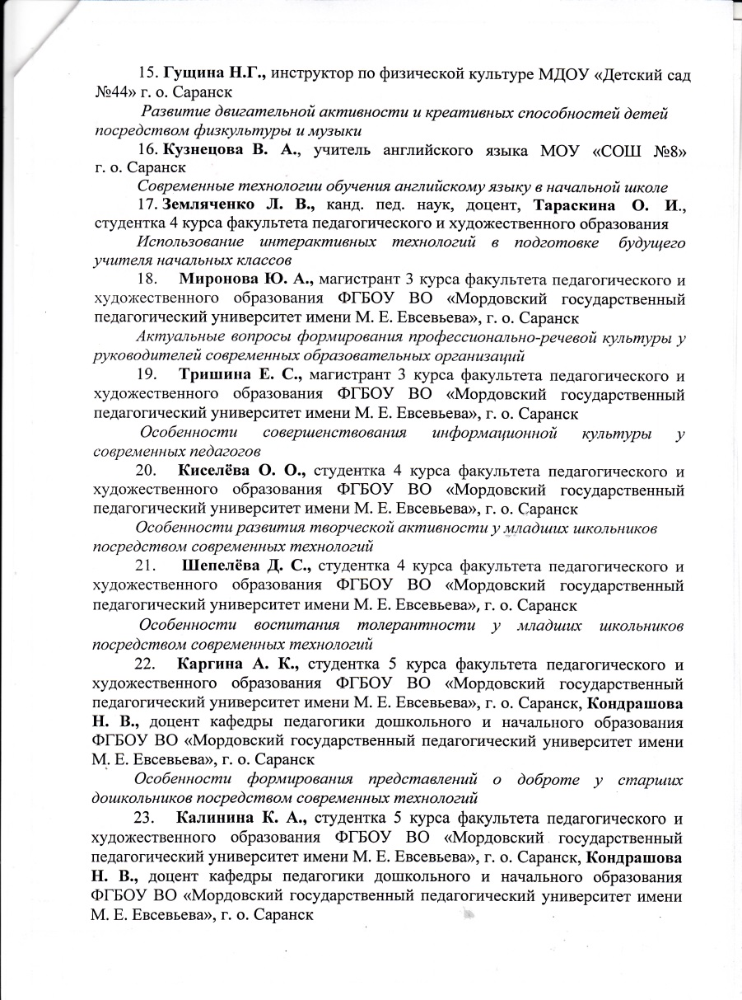 15. Гущина Н.Г., инструктор по физической культуре МДОУ «Детский сад
№44» г. о. Саранск
Развитие двигательной активности и креативных способностей детей
посредством физкультуры и музыки
16. Кузнецова В. А., учитель английского языка МОУ «СОШ №8»
г. о. Саранск
Современные технологии обучения английскому языку в начальной школе
17. Земляченко Л. В., канд. пед. наук, доцент, Тараскина О. И.,
студентка 4 курса факультета педагогического и художественного образования
Использование интерактивных технологий в подготовке будущего
учителя начальных классов
18. Миронова Ю. А., магистрант 3 курса факультета педагогического и
художественного образования ФГБОУ ВО «Мордовский государственный
педагогический университет имени М. Е. Евсевьева», г. о. Саранск
Актуальные вопросы формирования профессионально-речевой культуры у
руководителей современных образовательных организаций
19. Тришина Е. С., магистрант 3 курса факультета педагогического и
художественного образования ФГБОУ ВО «Мордовский государственный
педагогический университет имени М. Е. Евсевьева», г. о. Саранск
Особенности совершенствования информационной культуры у
современных педагогов
20. Киселёва О. О., студентка 4 курса факультета педагогического и
художественного образования ФГБОУ ВО «Мордовский государственный
педагогический университет имени М. Е. Евсевьева», г. о. Саранск
Особенности развития творческой активности у младших школьников
посредством современных технологий
21. Шепелёва Д. С., студентка 4 курса факультета педагогического и
художественного образования ФГБОУ ВО «Мордовский государственный
педагогический университет имени М. Е. Евсевьева», г. о. Саранск
Особенности воспитания толерантности у младших школьников
посредством современных технологий
22. Каргина А. К., студентка 5 курса факультета педагогического и
художественного образования ФГБОУ ВО «Мордовский государственный
педагогический университет имени М. Е. Евсевьева», г. о. Саранск, Кондрашова
Н. В., доцент кафедры педагогики дошкольного и начального образования
ФГБОУ ВО «Мордовский государственный педагогический университет имени
М. Е. Евсевьева», г. о. Саранск
Особенности формирования представлений о доброте у старших
дошкольников посредством современных технологий
23. Калинина К. А., студентка 5 курса факультета педагогического и
художественного образования ФГБОУ ВО «Мордовский государственный
педагогический университет имени М. Е. Евсевьева», г. о. Саранск, Кондрашова
Н. В., доцент кафедры педагогики дошкольного и начального образования
ФГБОУ ВО «Мордовский государственный педагогический университет имени
М. Е. Евсевьева», г. о. Саранск